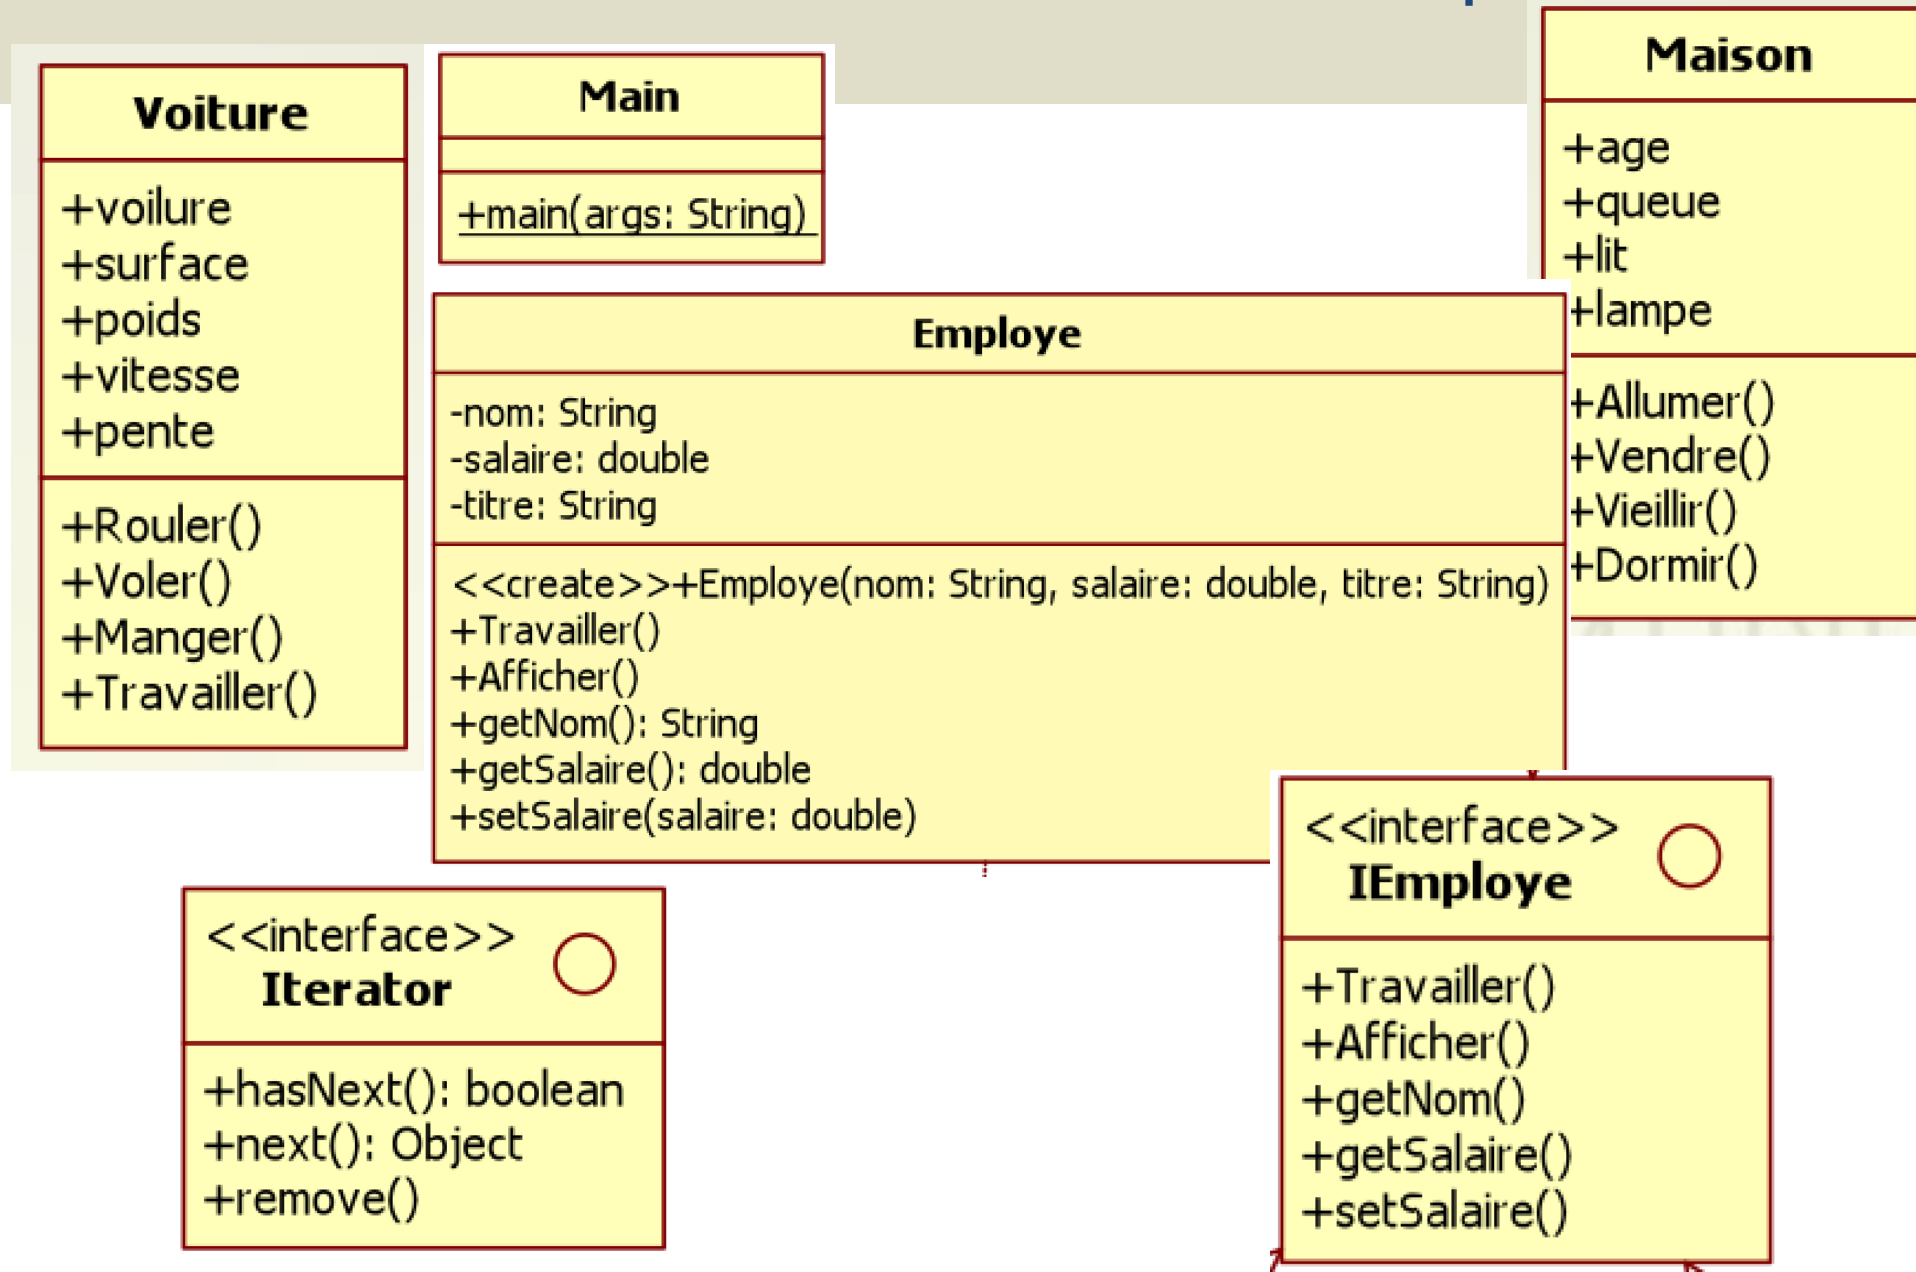 Voiture
+voilure
+surface
+poids
+vitesse
+pente
+Rouler()
+Voler()
+Manger()
+Travailler()
Main
+main(args: String)
Maison
+age
+queue
+lit
+lampe
+Allumer()
+Vendre()
+Vieillir()
+Dormir()
Employe
-nom: String
-salaire: double
-titre: String
<<create>>+Employe(nom: String, salaire: double, titre: String)
+Travailler()
+Afficher()
+getNom(): String
+getSalaire(): double
+setSalaire(salaire: double)
<<interface>>
Iterator
+hasNext(): boolean
+next(): Object
+remove()
<<interface>>
IEmploye
+Travailler()
+Afficher()
+getNom()
+getSalaire()
+setSalaire()